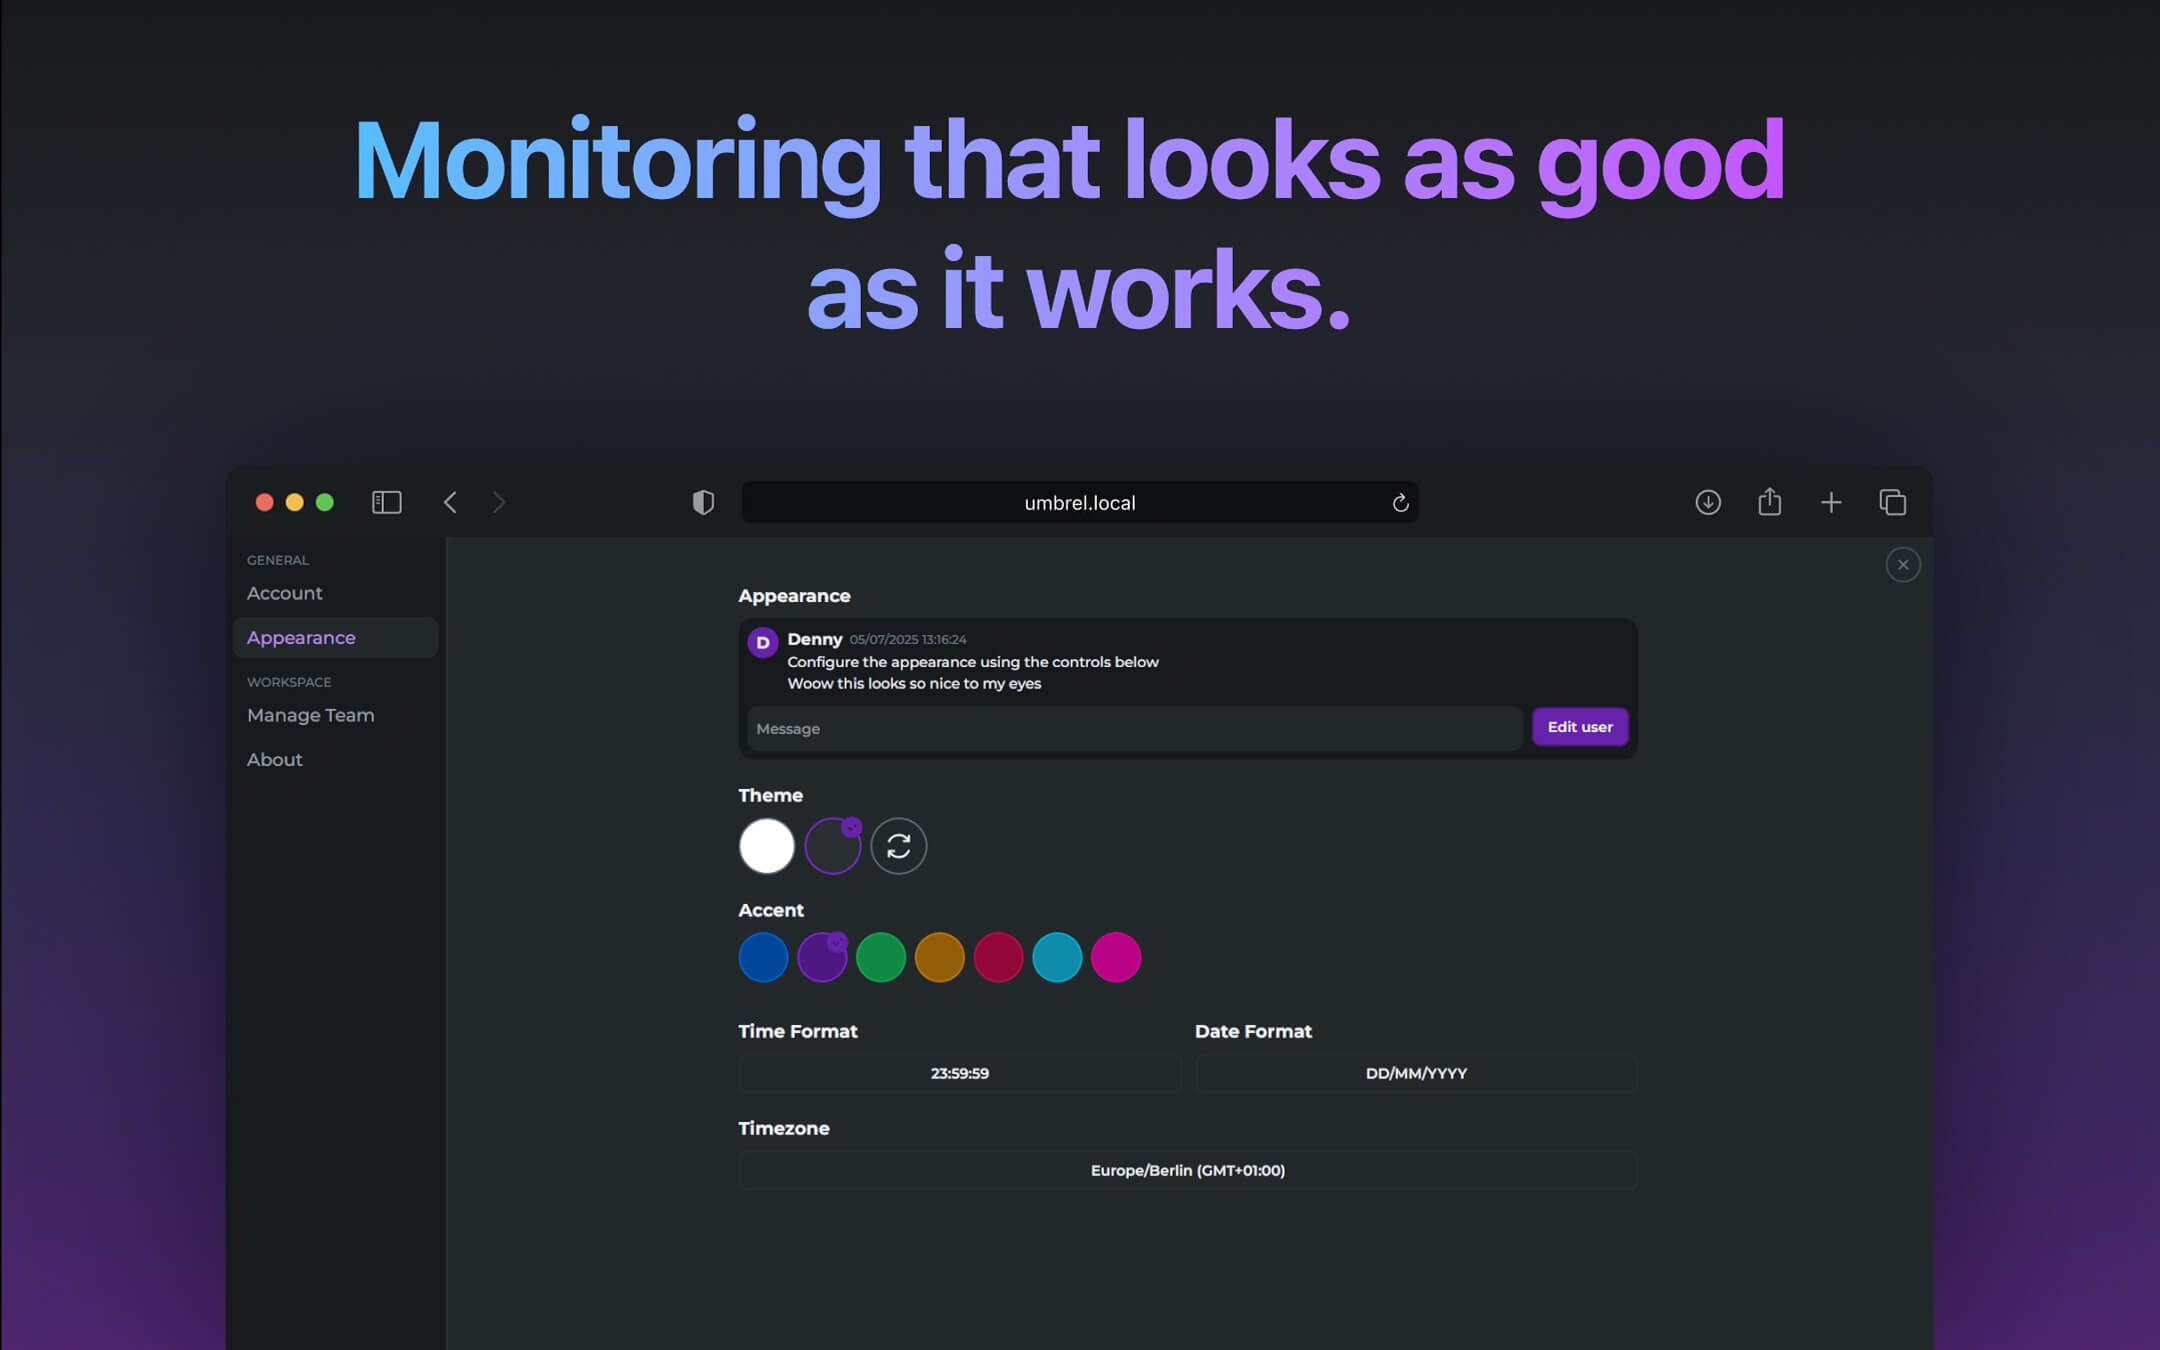 Monitoring that looks as good
as it works.
umbrel.local
GENERAL
Account
Appearance
WORKSPACE
Manage Team
About
Appearance
D
Denny 05/07/2025 13:16:24
Configure the appearance using the controls below
Woow this looks so nice to my eyes
Message
Edit user
Theme
Accent
Time Format
Date Format
23:59:59
DD/MM/YYYY
Timezone
Europe/Berlin (GMT+01:00)